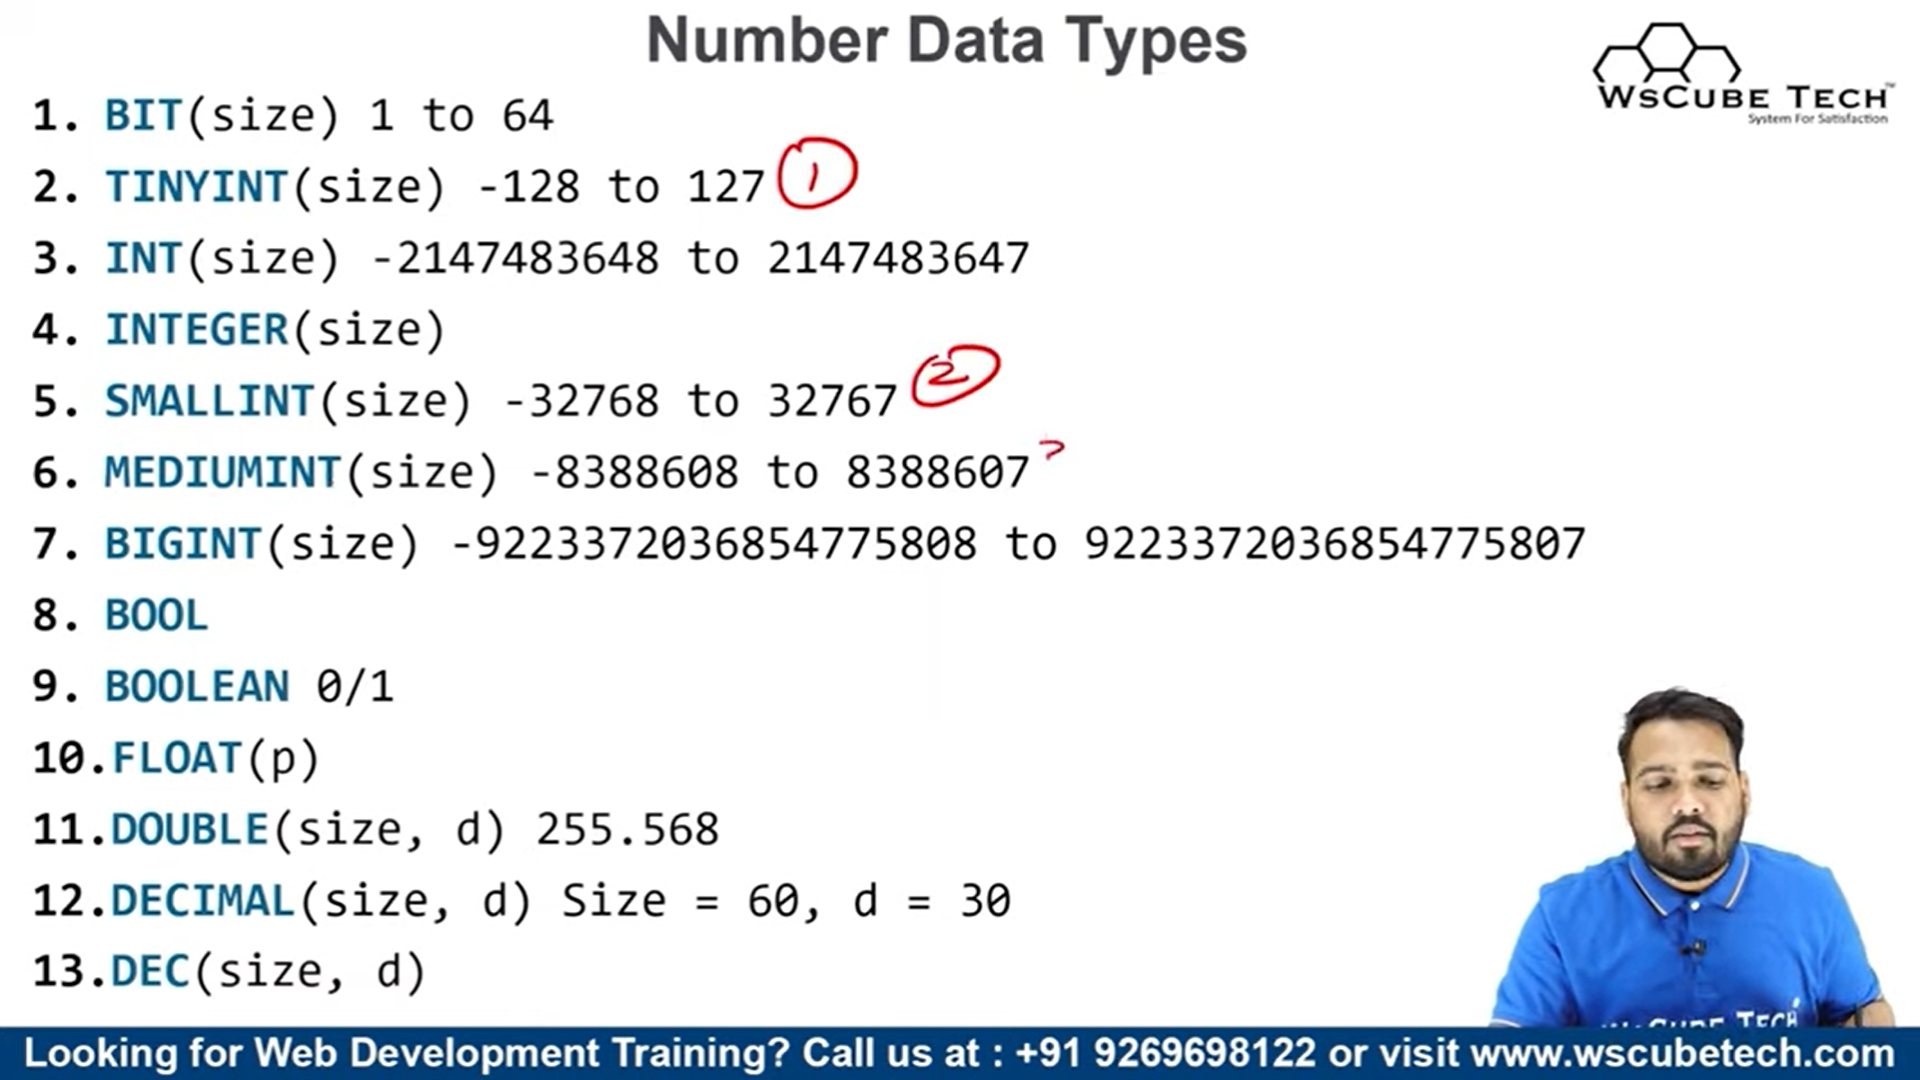 Number Data Types
WsCube Tech™
System For Satisfaction
1. BIT(size) 1 to 64
2. TINYINT(size) -128 to 127 1
3. INT(size) -2147483648 to 2147483647
4. INTEGER(size)
5. SMALLINT(size) -32768 to 32767 2
6. MEDIUMINT(size) -8388608 to 8388607
7. BIGINT(size) -9223372036854775808 to 9223372036854775807
8. BOOL
9. BOOLEAN 0/1
10.FLOAT(p)
11.DOUBLE(size, d) 255.568
12.DECIMAL(size, d) Size = 60, d = 30
13.DEC(size, d)
WsCube Tech
Looking for Web Development Training? Call us at : +91 9269698122 or visit www.wscubetech.com